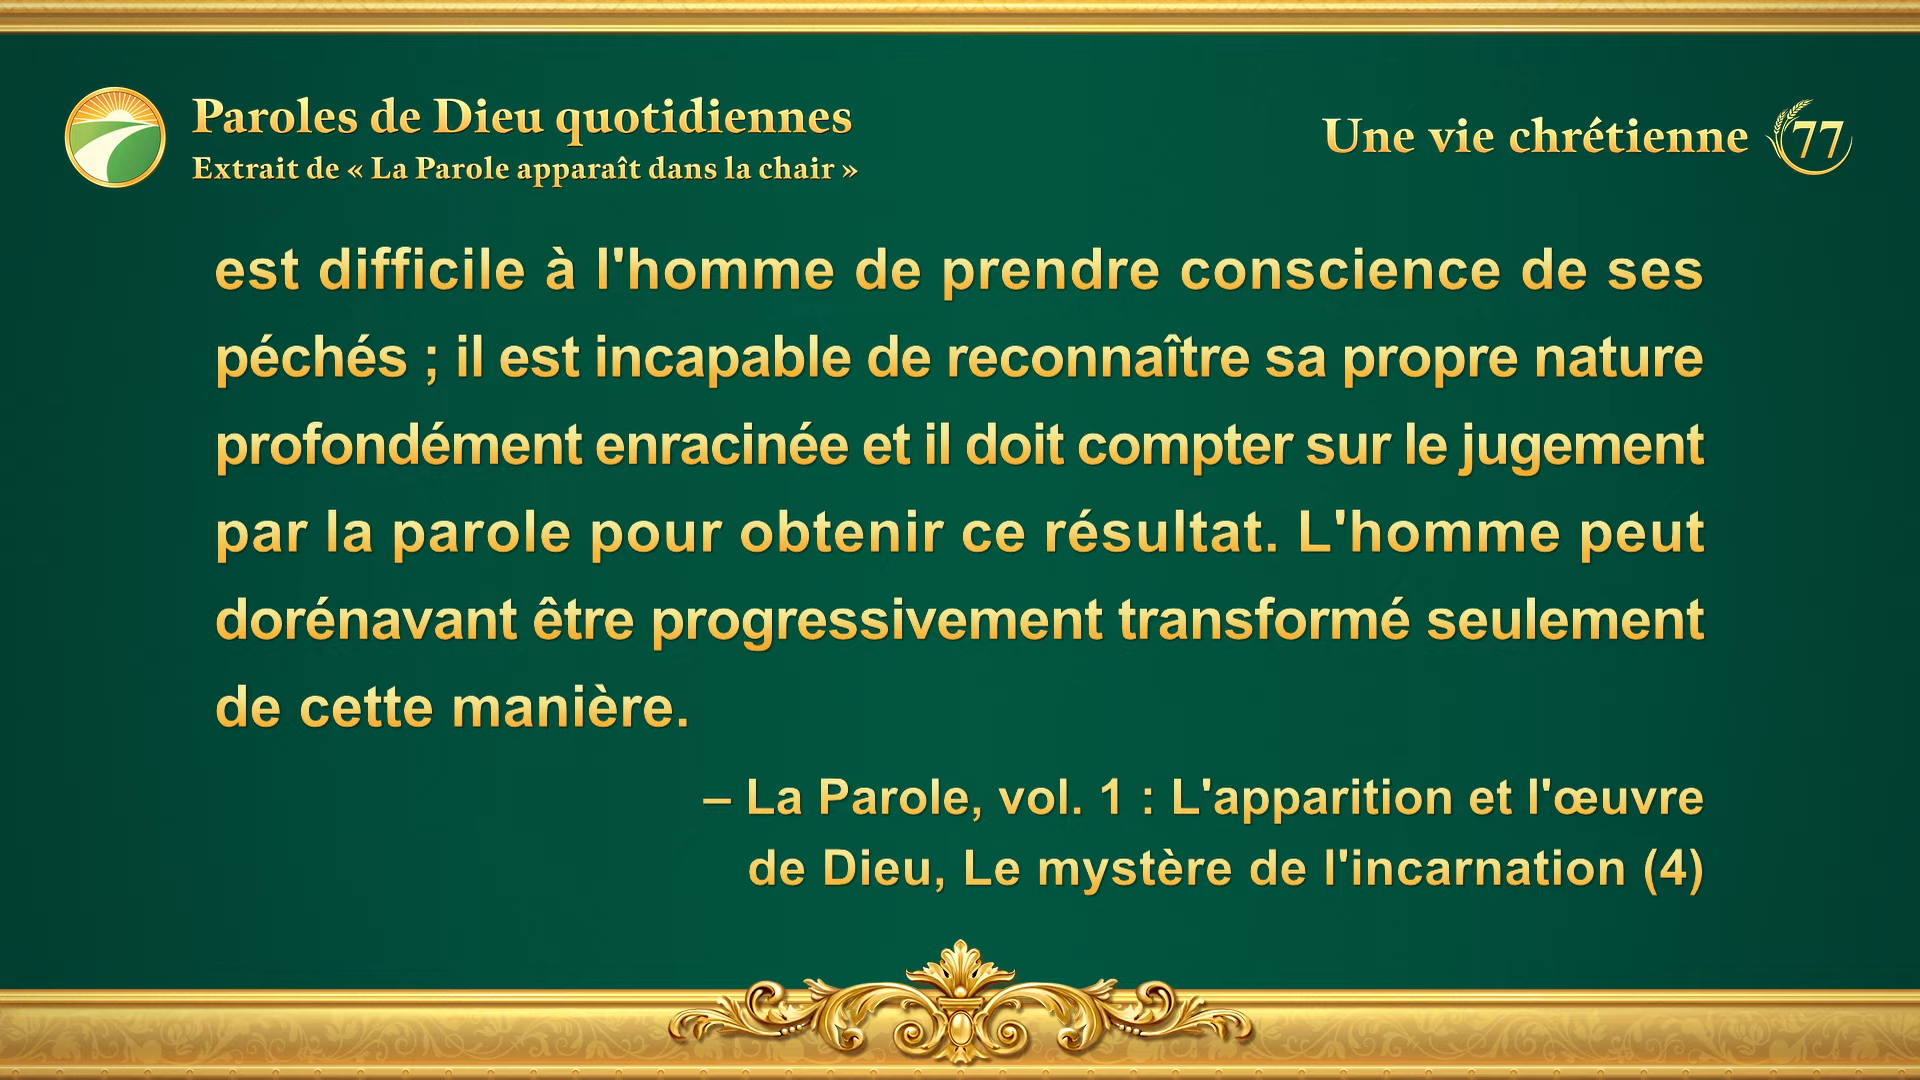 Paroles de Dieu quotidiennes
Extrait de « La Parole apparaît dans la chair »
Une vie chrétienne 77
est difficile à l'homme de prendre conscience de ses
péchés ; il est incapable de reconnaître sa propre nature
profondément enracinée et il doit compter sur le jugement
par la parole pour obtenir ce résultat. L'homme peut
dorénavant être progressivement transformé seulement
de cette manière.
– La Parole, vol. 1 : L'apparition et l'œuvre
de Dieu, Le mystère de l'incarnation (4)